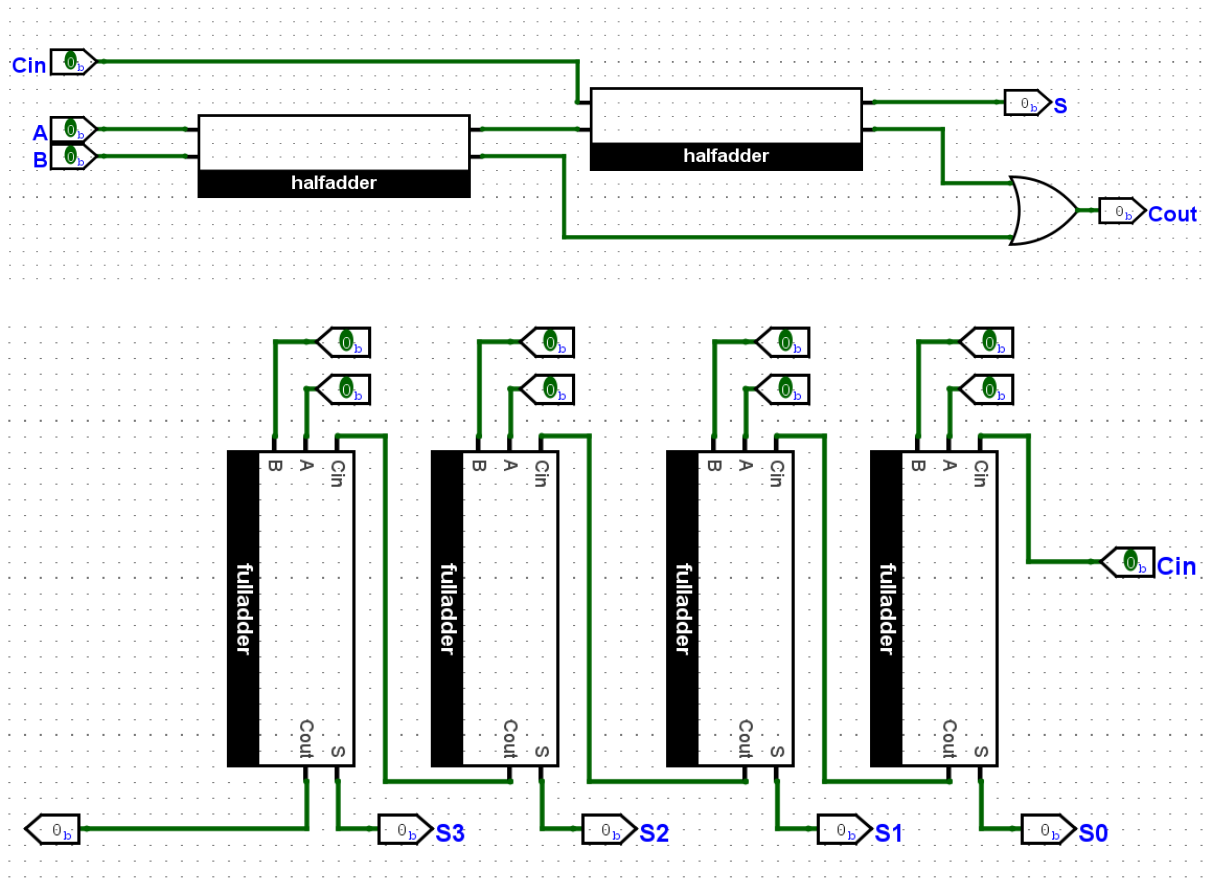 Cin 0b
A 0b
B 0b
halfadder
halfadder
0b S
0b Cout
0b 0b 0b 0b
0b 0b 0b 0b
B A Cin B A Cin B A Cin B A Cin
fulladder fulladder fulladder fulladder
0b Cin
Cout S Cout S Cout S Cout S
0b 0b S3 0b S2 0b S1 0b S0